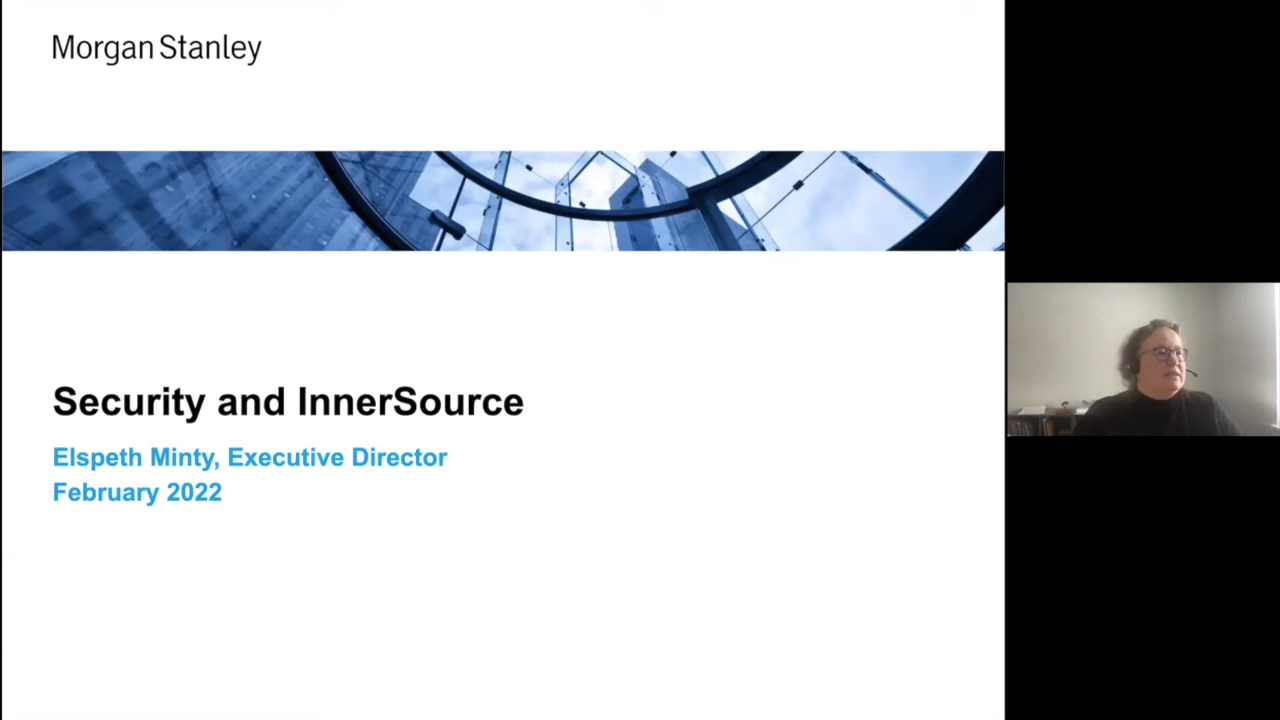 Morgan Stanley
Security and InnerSource
Elspeth Minty, Executive Director
February 2022